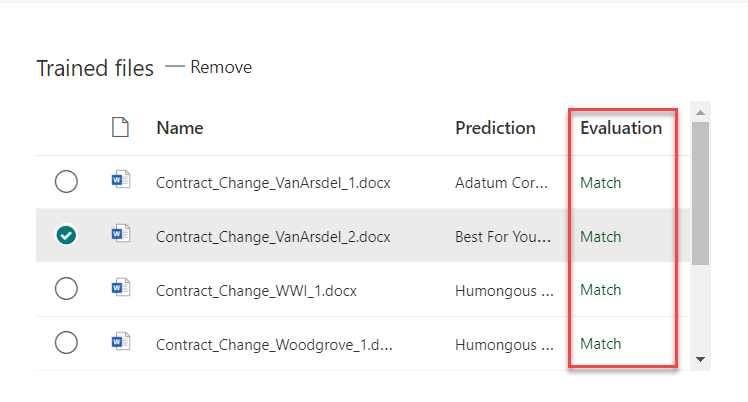 Trained files — Remove
Name Prediction Evaluation
Contract_Change_VanArsdel_1.docx Adatum Cor... Match
Contract_Change_VanArsdel_2.docx Best For You... Match
Contract_Change_WWI_1.docx Humongous ... Match
Contract_Change_Woodgrove_1.d... Humongous ... Match